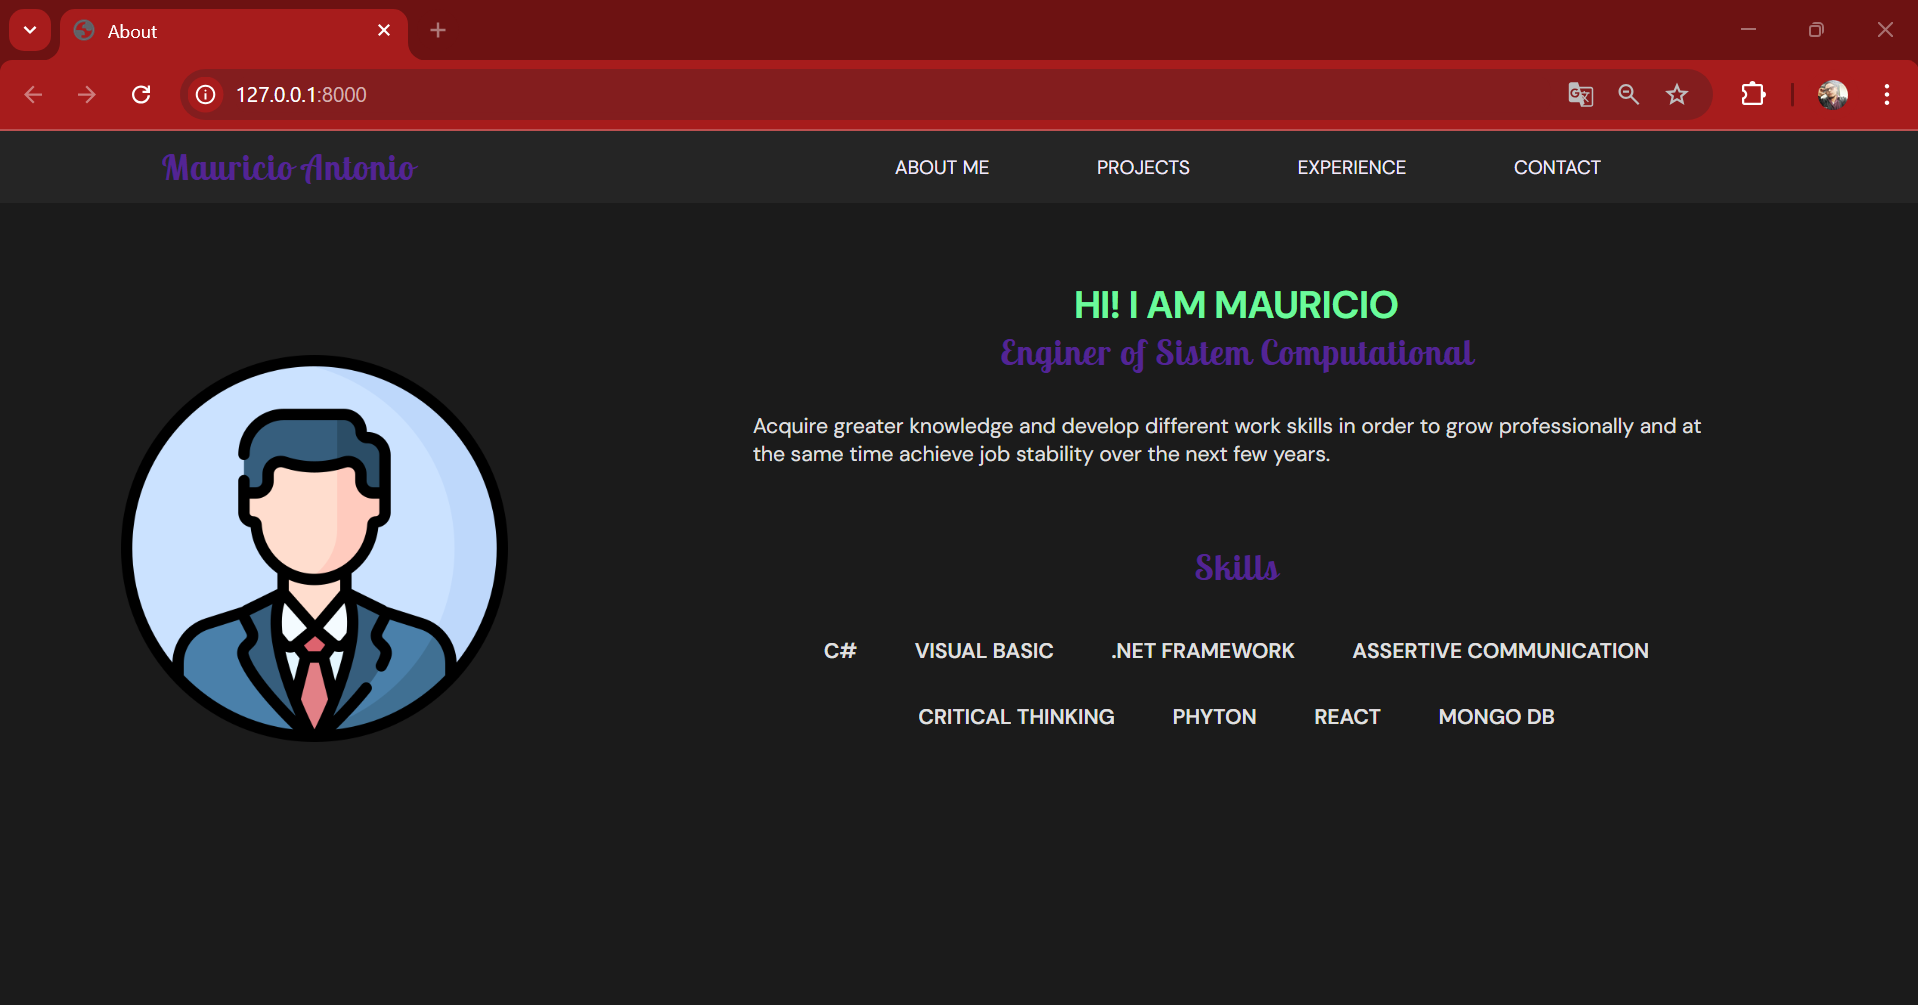 About
127.0.0.1:8000
Mauricio Antonio
ABOUT ME PROJECTS EXPERIENCE CONTACT
HI! I AM MAURICIO
Enginer of Sistem Computational
Acquire greater knowledge and develop different work skills in order to grow professionally and at
the same time achieve job stability over the next few years.
Skills
C# VISUAL BASIC .NET FRAMEWORK ASSERTIVE COMMUNICATION
CRITICAL THINKING PHYTON REACT MONGO DB